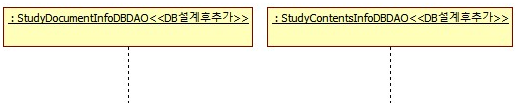 : StudyDocumentInfoDBDAO<<DB설계후추가>>
: StudyContentsInfoDBDAO<<DB설계후추가>>